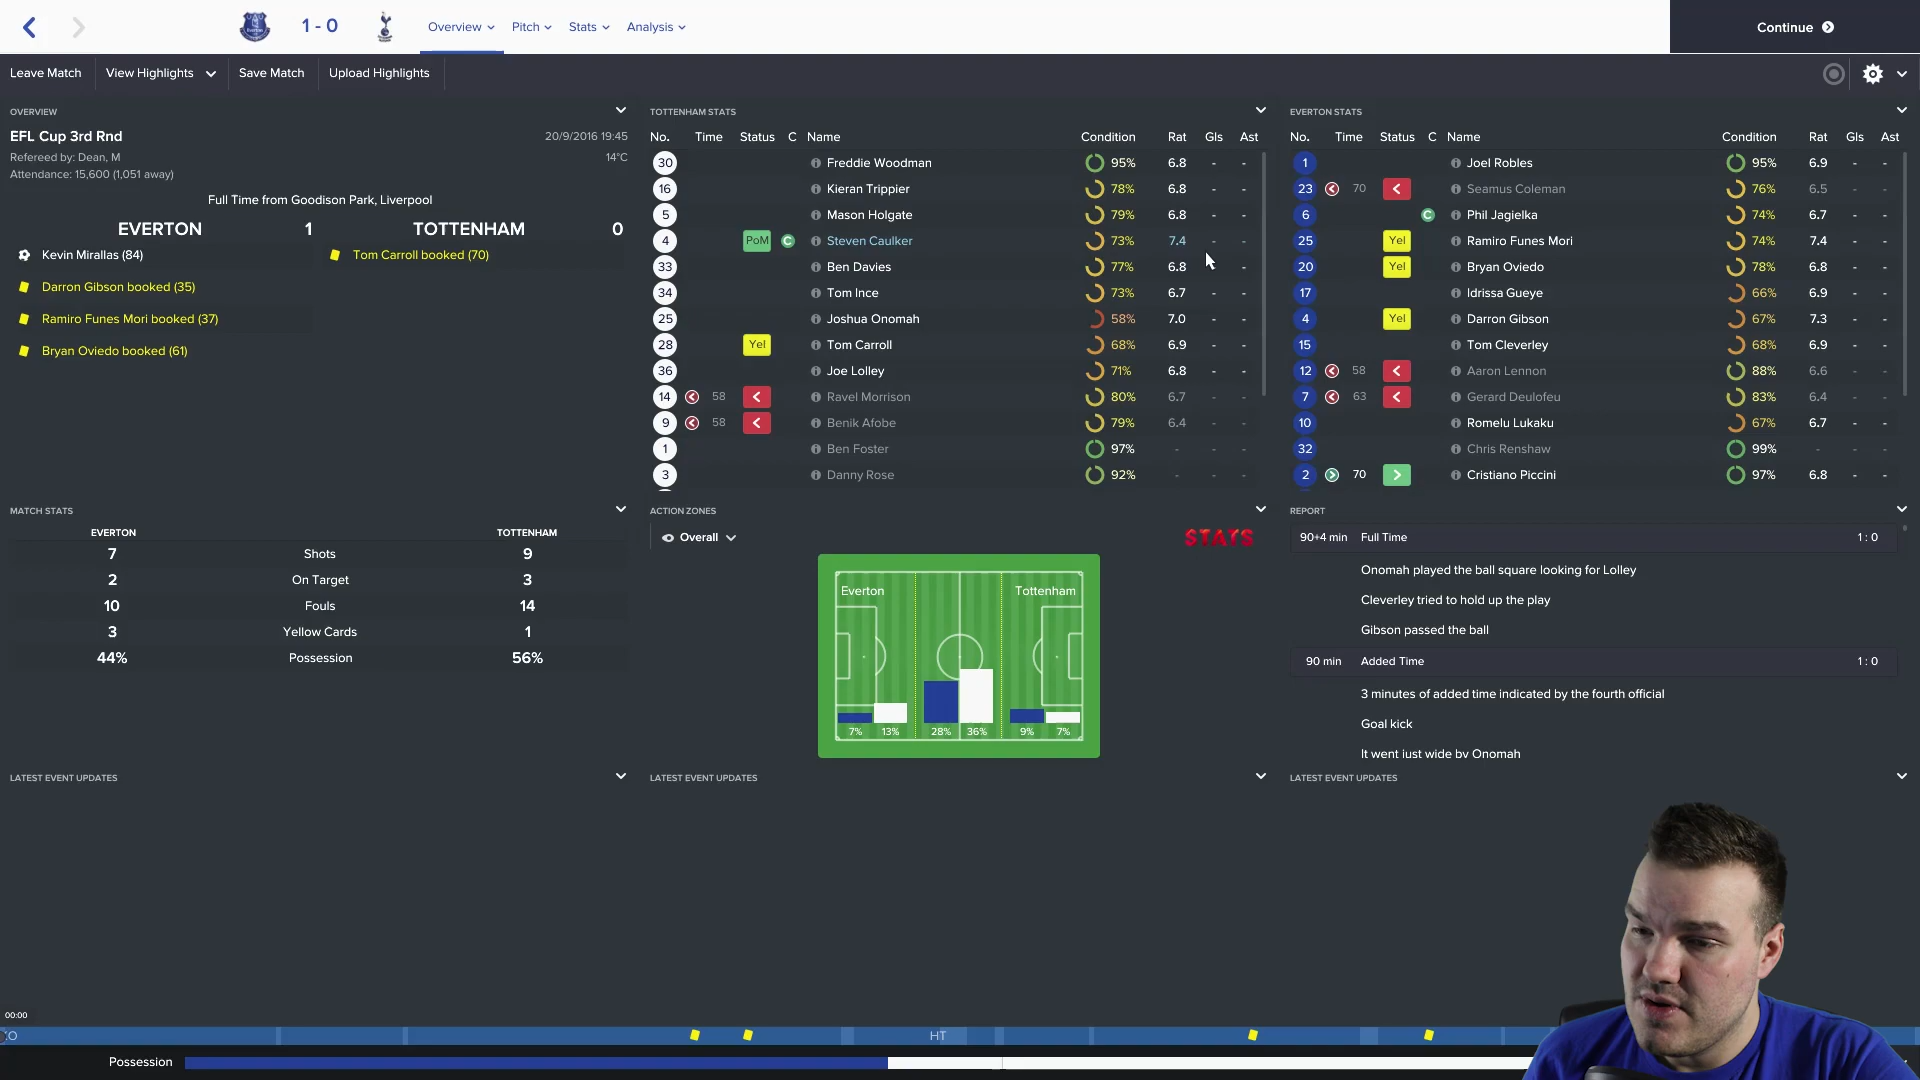 1 - 0
Overview
Pitch
Stats
Analysis
Continue
Leave Match
View Highlights
Save Match
Upload Highlights
OVERVIEW
EFL Cup 3rd Rnd 20/9/2016 19:45
Refereed by: Dean, M 14°C
Attendance: 15,600 (1,051 away)
Full Time from Goodison Park, Liverpool
EVERTON 1 TOTTENHAM 0
Kevin Mirallas (84) Tom Carroll booked (70)
Darron Gibson booked (35)
Ramiro Funes Mori booked (37)
Bryan Oviedo booked (61)
TOTTENHAM STATS
No. Time Status C Name Condition Rat Gls Ast
30 Freddie Woodman 95% 6.8 - -
16 Kieran Trippier 78% 6.8 - -
5 Mason Holgate 79% 6.8 - -
4 PoM C Steven Caulker 73% 7.4 -
33 Ben Davies 77% 6.8 - -
34 Tom Ince 73% 6.7 - -
25 Joshua Onomah 58% 7.0 - -
28 Yel Tom Carroll 68% 6.9 - -
36 Joe Lolley 71% 6.8 - -
14 58 Ravel Morrison 80% 6.7 - -
9 58 Benik Afobe 79% 6.4 - -
1 Ben Foster 97% - - -
3 Danny Rose 92% - - -
EVERTON STATS
No. Time Status C Name Condition Rat Gls Ast
1 Joel Robles 95% 6.9 - -
23 70 Seamus Coleman 76% 6.5 - -
6 C Phil Jagielka 74% 6.7 - -
25 Yel Ramiro Funes Mori 74% 7.4 - -
20 Yel Bryan Oviedo 78% 6.8 - -
17 Idrissa Gueye 66% 6.9 - -
4 Yel Darron Gibson 67% 7.3 - -
15 Tom Cleverley 68% 6.9 - -
12 58 Aaron Lennon 88% 6.6 - -
7 63 Gerard Deulofeu 83% 6.4 - -
10 Romelu Lukaku 67% 6.7 - -
32 Chris Renshaw 99% - - -
2 70 Cristiano Piccini 97% 6.8 - -
MATCH STATS
EVERTON TOTTENHAM
7 Shots 9
2 On Target 3
10 Fouls 14
3 Yellow Cards 1
44% Possession 56%
ACTION ZONES
Overall
STATS
Everton Tottenham
7% 13% 28% 36% 9% 7%
REPORT
90+4 min Full Time 1 : 0
Onomah played the ball square looking for Lolley
Cleverley tried to hold up the play
Gibson passed the ball
90 min Added Time 1 : 0
3 minutes of added time indicated by the fourth official
Goal kick
It went just wide by Onomah
LATEST EVENT UPDATES
LATEST EVENT UPDATES
LATEST EVENT UPDATES
00:00
HT
Possession